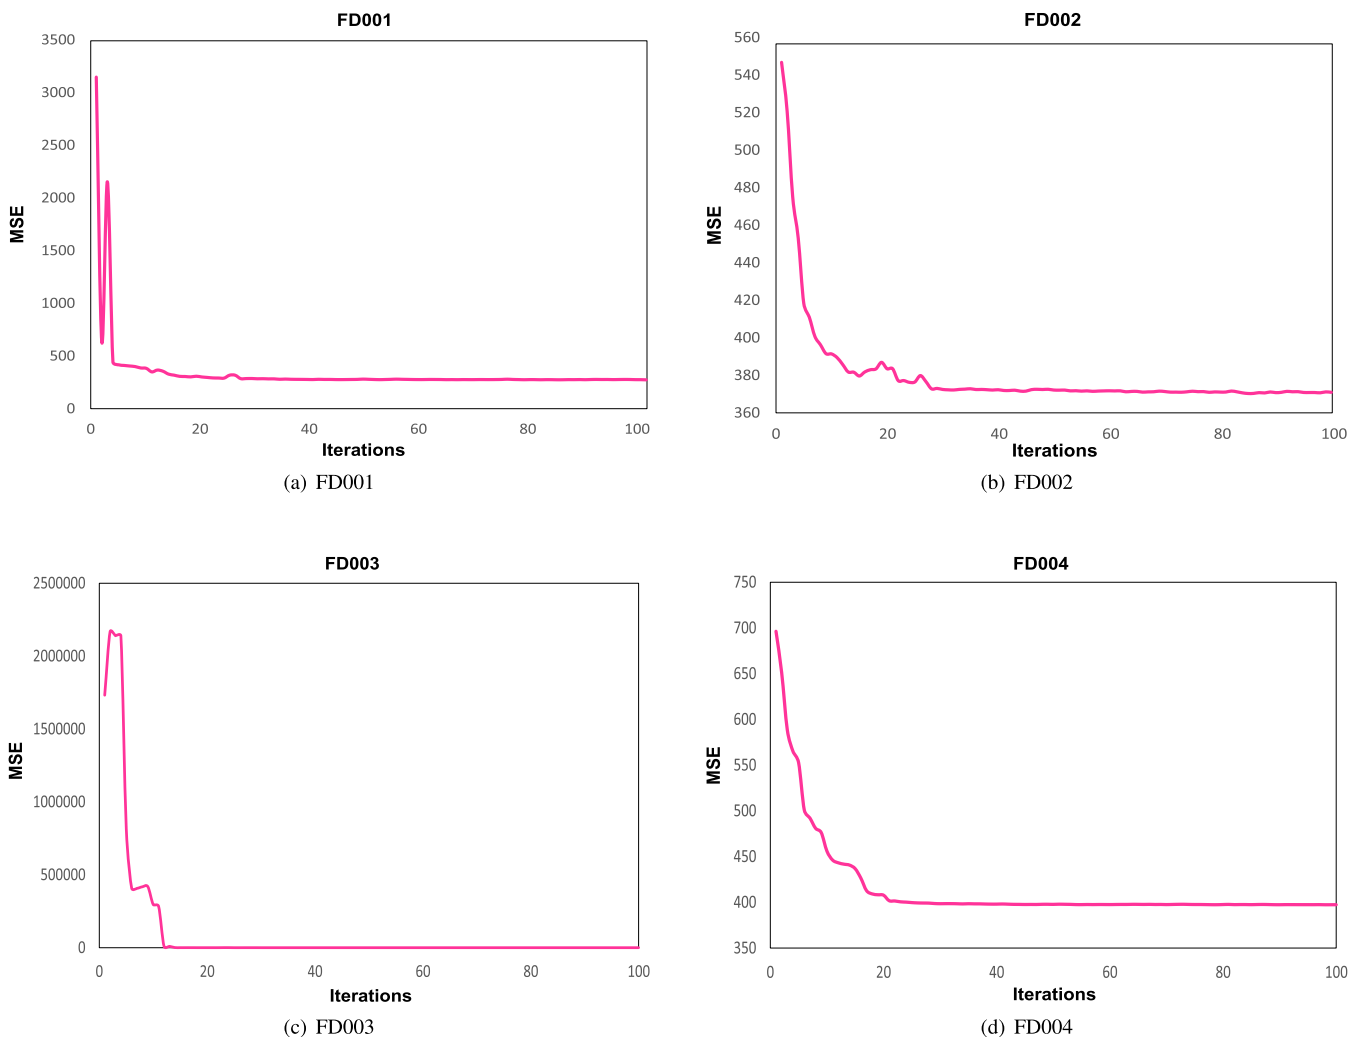 FD001
3500
3000
2500
2000
1500
1000
500
0
MSE
0 20 40 60 80 100
Iterations
(a) FD001
FD002
560
540
520
500
480
460
440
420
400
380
360
MSE
0 20 40 60 80 100
Iterations
(b) FD002
FD003
2500000
2000000
1500000
1000000
500000
0
MSE
0 20 40 60 80 100
Iterations
(c) FD003
FD004
750
700
650
600
550
500
450
400
350
MSE
0 20 40 60 80 100
Iterations
(d) FD004